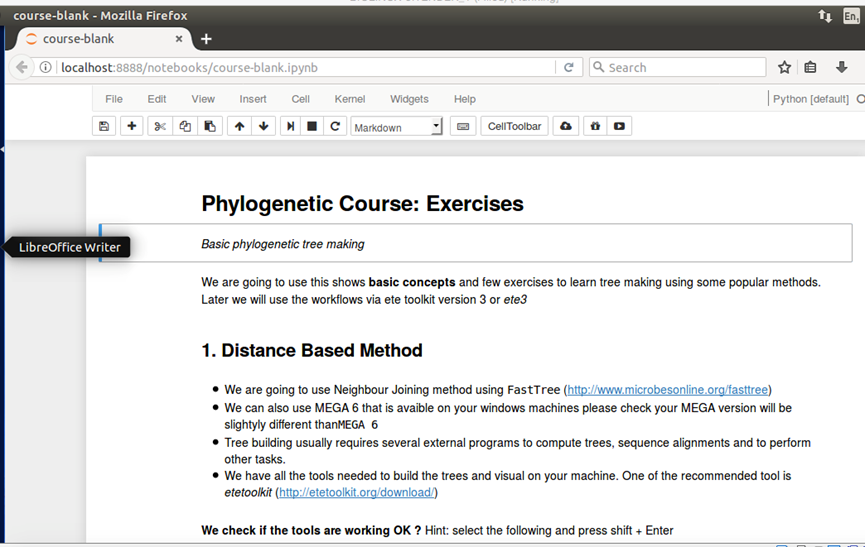 course-blank - Mozilla Firefox
En
course-blank
localhost:8888/notebooks/course-blank.ipynb
Search
File Edit View Insert Cell Kernel Widgets Help
Python [default]
Markdown
CellToolbar
Phylogenetic Course: Exercises
LibreOffice Writer
Basic phylogenetic tree making
We are going to use this shows basic concepts and few exercises to learn tree making using some popular methods.
Later we will use the workflows via ete toolkit version 3 or ete3
1. Distance Based Method
We are going to use Neighbour Joining method using FastTree (http://www.microbesonline.org/fasttree)
We can also use MEGA 6 that is avaible on your windows machines please check your MEGA version will be
slightyly different thanMEGA 6
Tree building usually requires several external programs to compute trees, sequence alignments and to perform
other tasks.
We have all the tools needed to build the trees and visual on your machine. One of the recommended tool is
etetoolkit (http://etetoolkit.org/download/)
We check if the tools are working OK ? Hint: select the following and press shift + Enter